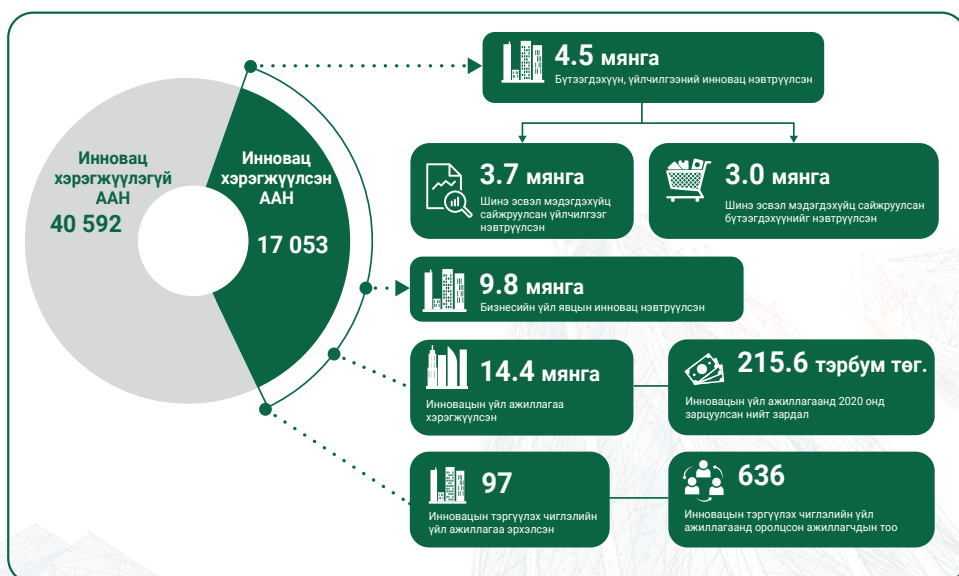 Инновац
хэрэгжүүлэгүй
ААН
40 592
Инновац
хэрэгжүүлсэн
ААН
17 053
4.5 мянга
Бүтээгдэхүүн, үйлчилгээний инновац нэвтрүүлсэн
3.7 мянга
Шинэ эсвэл мэдэгдэхүйц
сайжруулсан үйлчилгээг
нэвтрүүлсэн
3.0 мянга
Шинэ эсвэл мэдэгдэхүйц сайжруулсан
бүтээгдэхүүнийг нэвтрүүлсэн
9.8 мянга
Бизнесийн үйл явцын инновац нэвтрүүлсэн
14.4 мянга
Инновацын үйл ажиллагаа
хэрэгжүүлсэн
215.6 тэрбум төг.
Инновацын үйл ажиллагаанд 2020 онд
зарцуулсан нийт зардал
97
Инновацын тэргүүлэх чиглэлийн
үйл ажиллагаа эрхэлсэн
636
Инновацын тэргүүлэх чиглэлийн үйл
ажиллагаанд оролцсон ажиллагчдын тоо